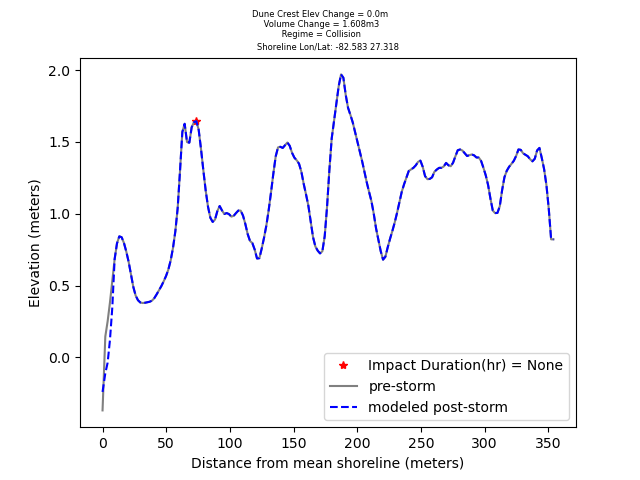 Dune Crest Elev Change = 0.0m
Volume Change = 1.608m3
Regime = Collision
Shoreline Lon/Lat: -82.583 27.318
2.0
1.5
1.0
0.5
0.0
Elevation (meters)
Impact Duration(hr) = None
pre-storm
modeled post-storm
0 50 100 150 200 250 300 350
Distance from mean shoreline (meters)